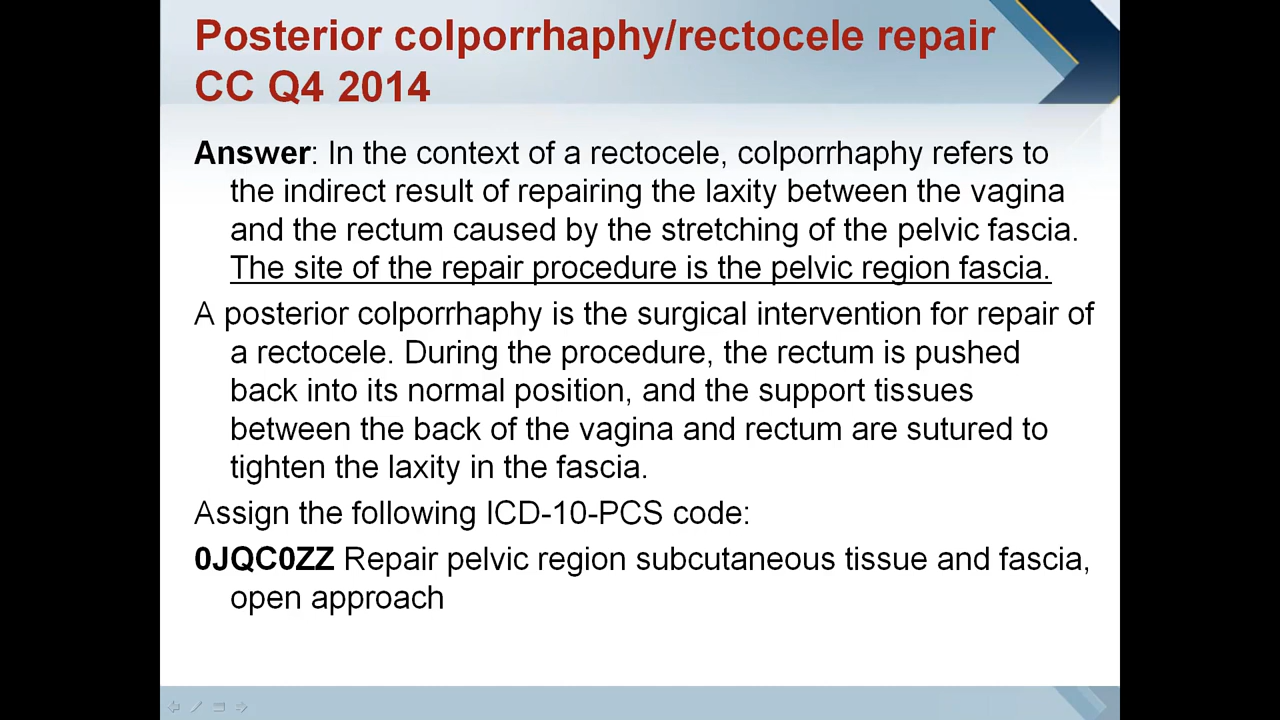 Posterior colporrhaphy/rectocele repair
CC Q4 2014
Answer: In the context of a rectocele, colporrhaphy refers to
the indirect result of repairing the laxity between the vagina
and the rectum caused by the stretching of the pelvic fascia.
The site of the repair procedure is the pelvic region fascia.
A posterior colporrhaphy is the surgical intervention for repair of
a rectocele. During the procedure, the rectum is pushed
back into its normal position, and the support tissues
between the back of the vagina and rectum are sutured to
tighten the laxity in the fascia.
Assign the following ICD-10-PCS code:
0JQC0ZZ Repair pelvic region subcutaneous tissue and fascia,
open approach